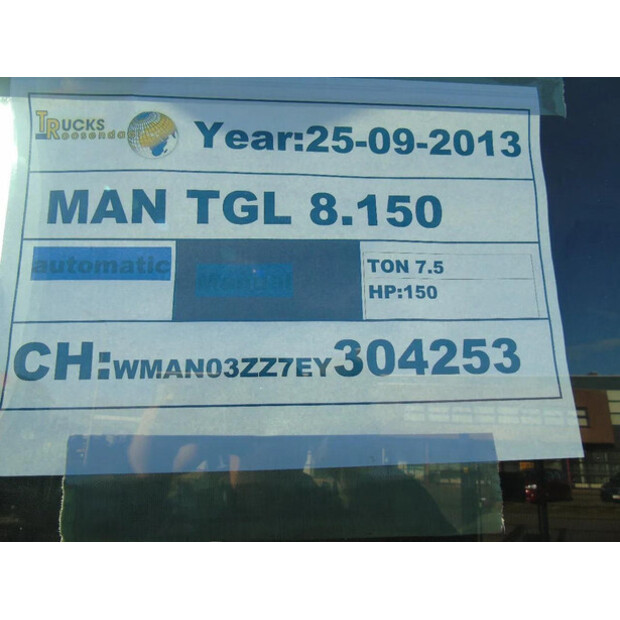 TRUCKS
Roosendaal
Year:25-09-2013
MAN TGL 8.150
automatic
Manual
TON 7.5
HP:150
CH:WMAN03ZZ7EY304253